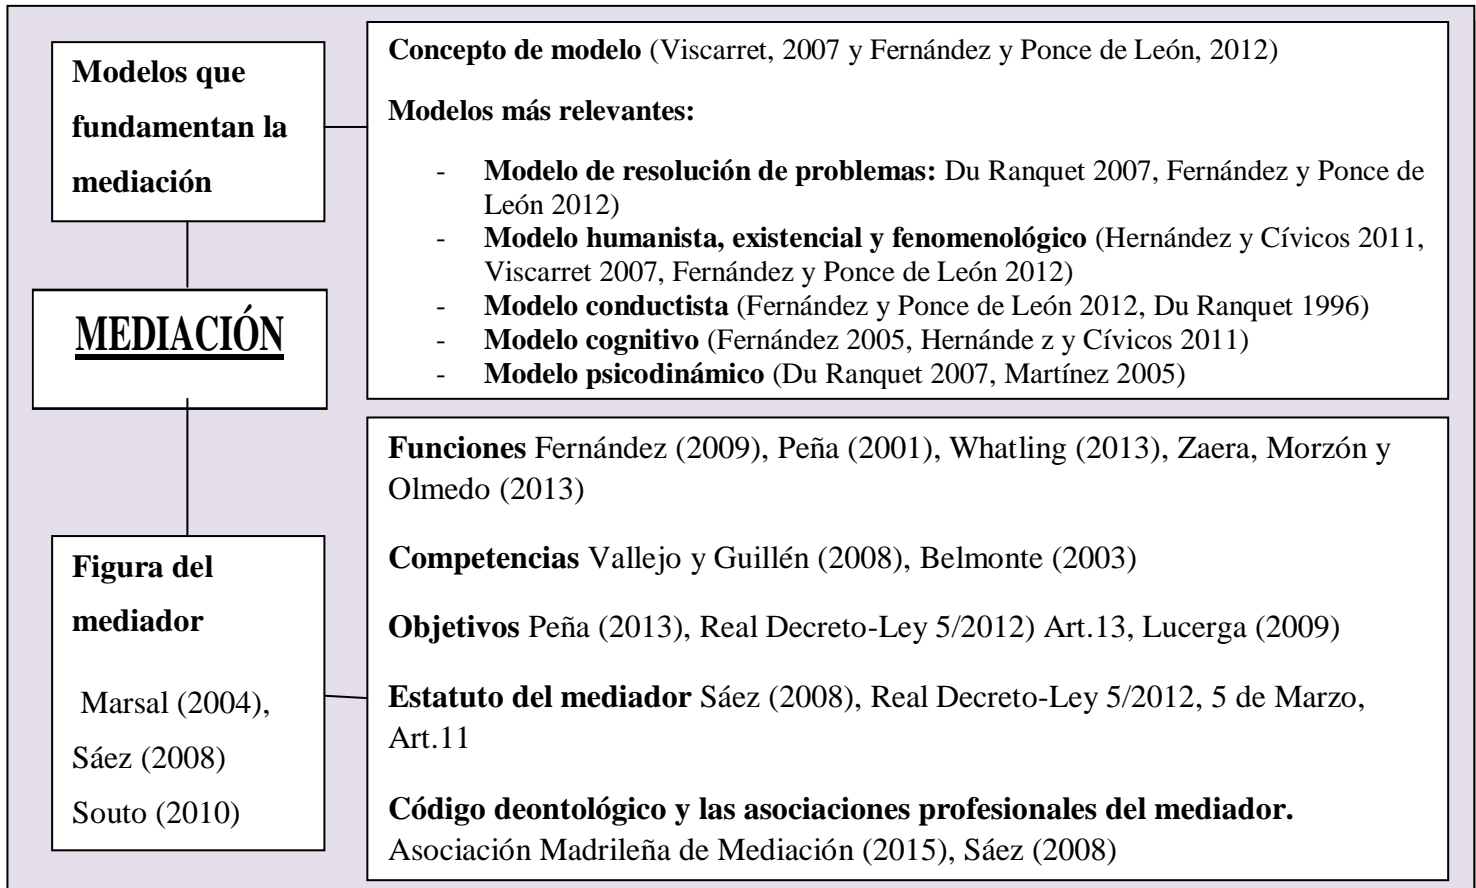 Modelos que
fundamentan la
mediación
Concepto de modelo (Viscarret, 2007 y Fernández y Ponce de León, 2012)
Modelos más relevantes:
- Modelo de resolución de problemas: Du Ranquet 2007, Fernández y Ponce de
León 2012)
- Modelo humanista, existencial y fenomenológico (Hernández y Cívicos 2011,
Viscarret 2007, Fernández y Ponce de León 2012)
- Modelo conductista (Fernández y Ponce de León 2012, Du Ranquet 1996)
- Modelo cognitivo (Fernández 2005, Hernánde z y Cívicos 2011)
- Modelo psicodinámico (Du Ranquet 2007, Martínez 2005)
MEDIACIÓN
Figura del
mediador
Marsal (2004),
Sáez (2008)
Souto (2010)
Funciones Fernández (2009), Peña (2001), Whatling (2013), Zaera, Morzón y
Olmedo (2013)
Competencias Vallejo y Guillén (2008), Belmonte (2003)
Objetivos Peña (2013), Real Decreto-Ley 5/2012) Art.13, Lucerga (2009)
Estatuto del mediador Sáez (2008), Real Decreto-Ley 5/2012, 5 de Marzo,
Art.11
Código deontológico y las asociaciones profesionales del mediador.
Asociación Madrileña de Mediación (2015), Sáez (2008)